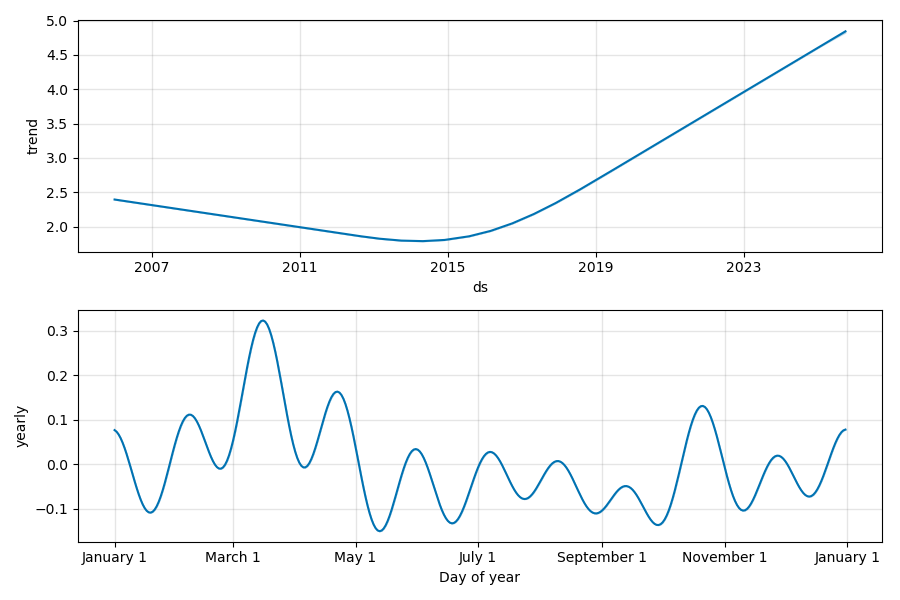 5.0
4.5
4.0
3.5
3.0
2.5
2.0
trend
2007 2011 2015 2019 2023
ds
0.3
0.2
0.1
0.0
−0.1
yearly
January 1 March 1 May 1 July 1 September 1 November 1 January 1
Day of year